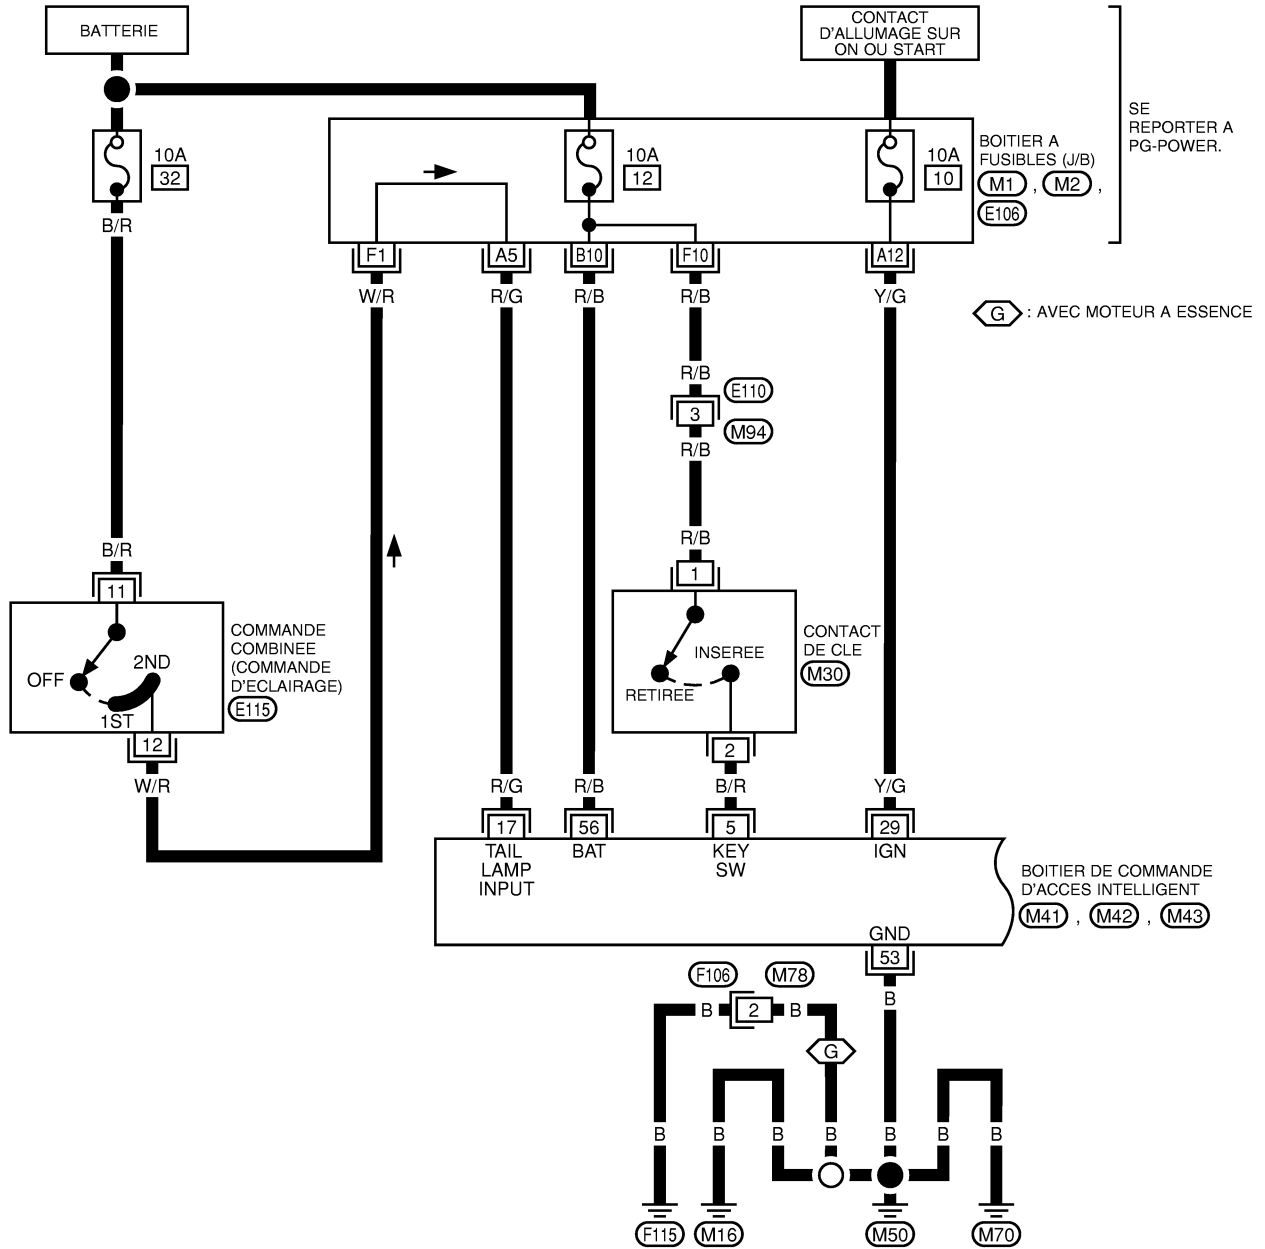 BATTERIE
CONTACT
D'ALLUMAGE SUR
ON OU START
SE
REPORTER A
PG-POWER.
10A
32
10A
12
10A
10
BOITIER A
FUSIBLES (J/B)
M1 , M2 ,
E106
B/R
F1
A5
B10
F10
A12
W/R
R/G
R/B
R/B
Y/G
G : AVEC MOTEUR A ESSENCE
R/B
E110
3
M94
R/B
R/B
B/R
11
1
OFF
2ND
1ST
COMMANDE
COMBINEE
(COMMANDE
D'ECLAIRAGE)
E115
INSEREE
RETIREE
CONTACT
DE CLE
M30
12
2
W/R
R/G
R/B
B/R
Y/G
17
56
5
29
TAIL
LAMP
INPUT
BAT
KEY
SW
IGN
BOITIER DE COMMANDE
D'ACCES INTELLIGENT
M41 , M42 , M43
GND
53
F106
M78
B
2
B
B
G
B
B
B
B
B
B
B
F115
M16
M50
M70